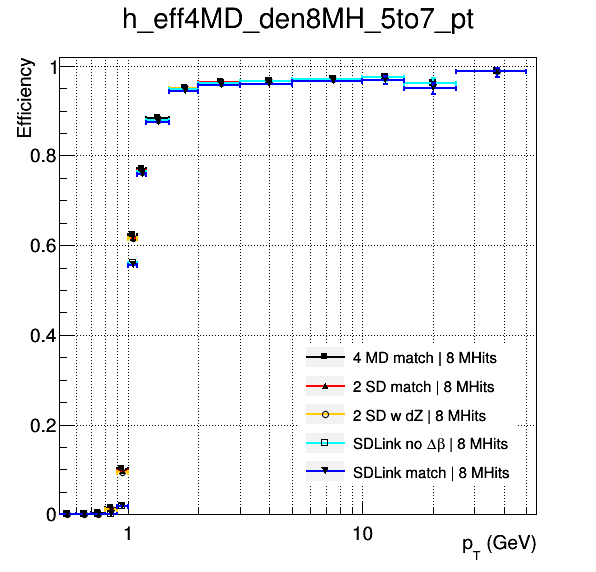 h_eff4MD_den8MH_5to7_pt
Efficiency
1
0.8
0.6
0.4
0.2
0
4 MD match | 8 MHits
2 SD match | 8 MHits
2 SD w dZ | 8 MHits
SDLink no Δβ | 8 MHits
SDLink match | 8 MHits
1 10
p_T (GeV)